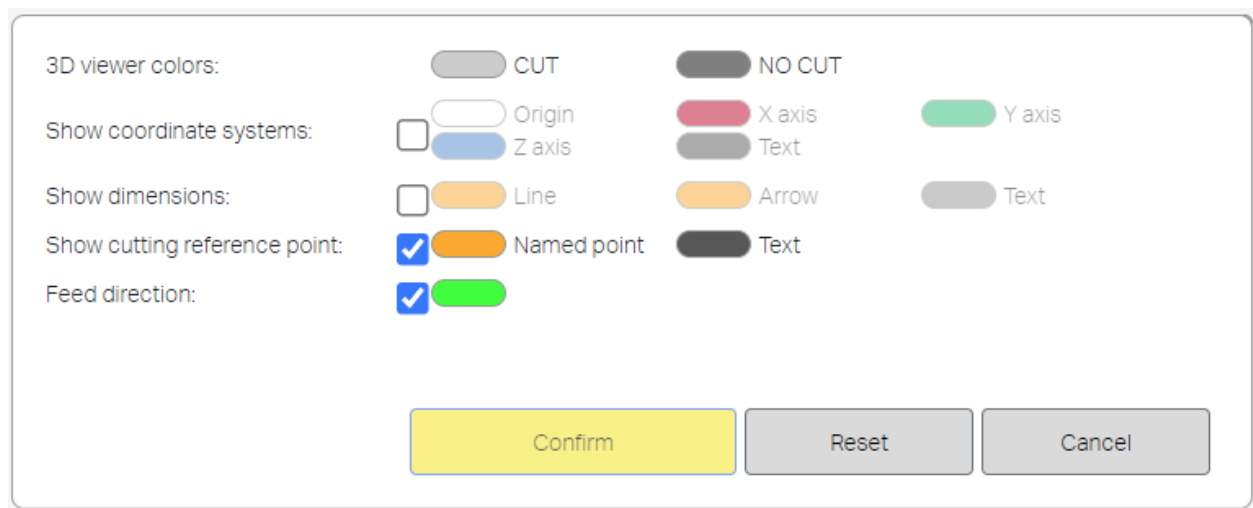 3D viewer colors: CUT NO CUT
Show coordinate systems: Origin X axis Y axis
Z axis Text
Show dimensions: Line Arrow Text
Show cutting reference point: Named point Text
Feed direction:
Confirm Reset Cancel